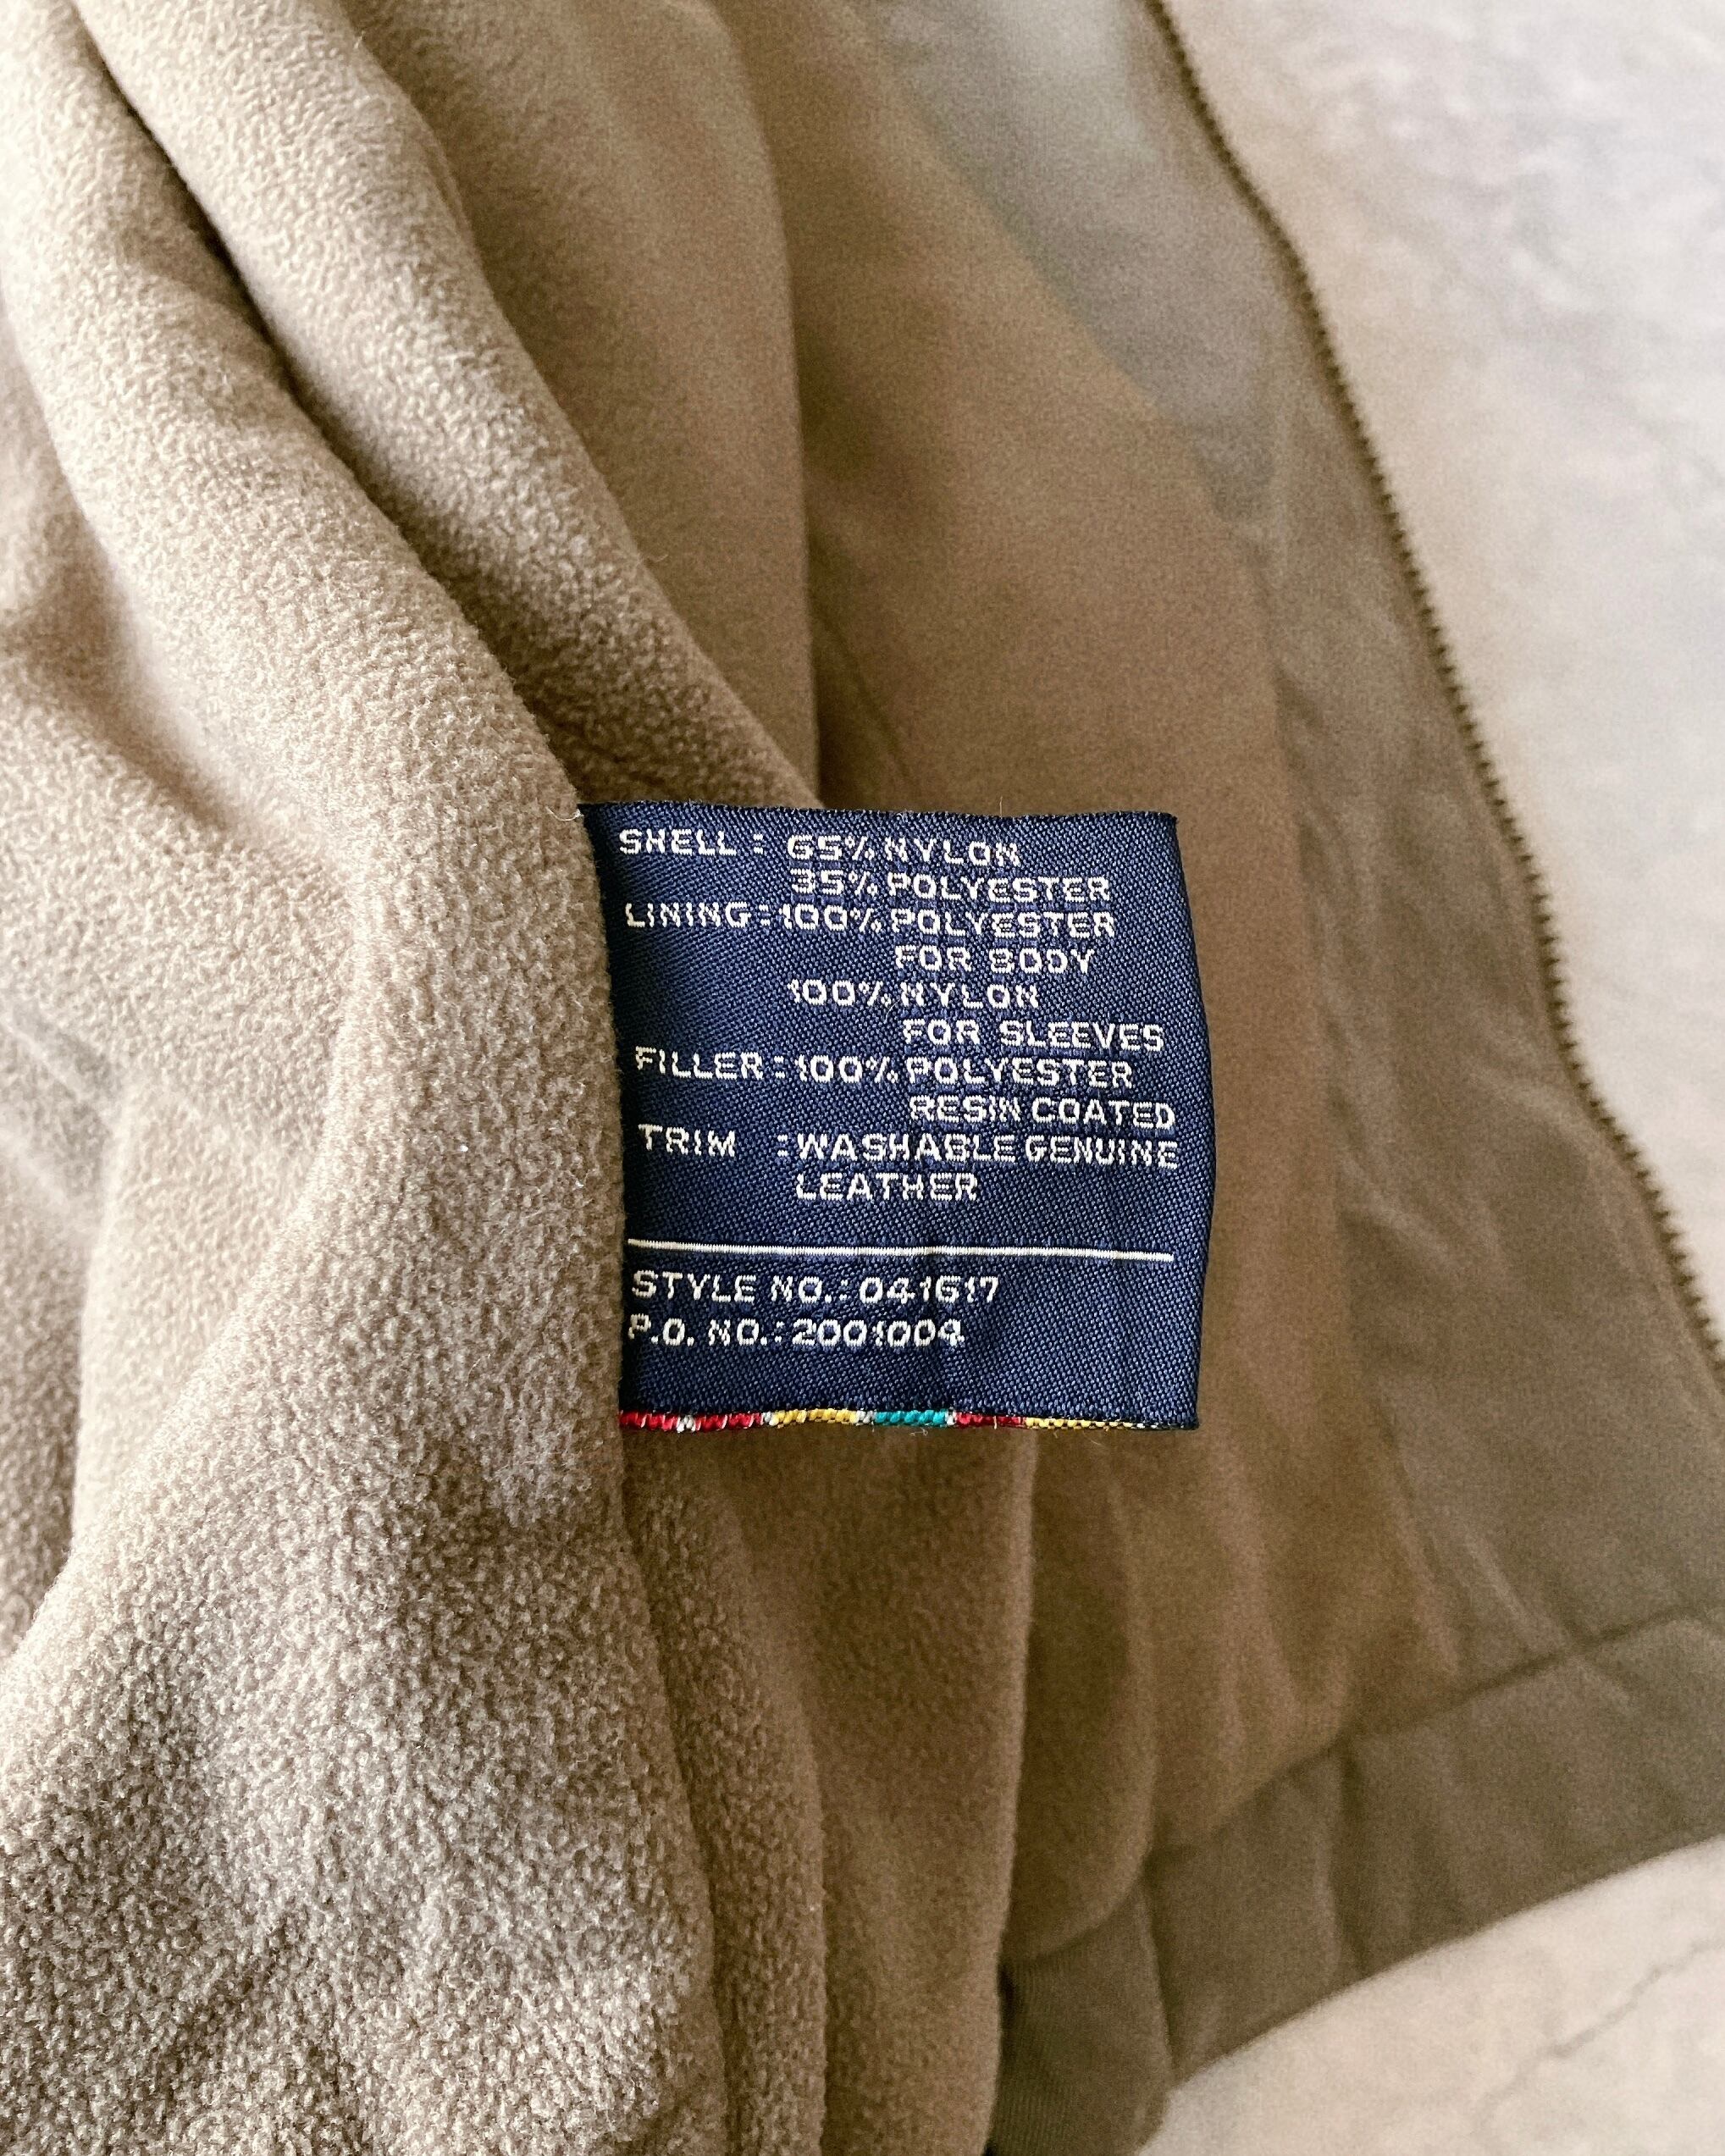 SHELL : 65% NYLON
35% POLYESTER
LINING : 100% POLYESTER
FOR BODY
100% NYLON
FOR SLEEVES
FILLER : 100% POLYESTER
RESIN COATED
TRIM : WASHABLE GENUINE
LEATHER
STYLE NO. : 041617
P.O. NO. : 2001004